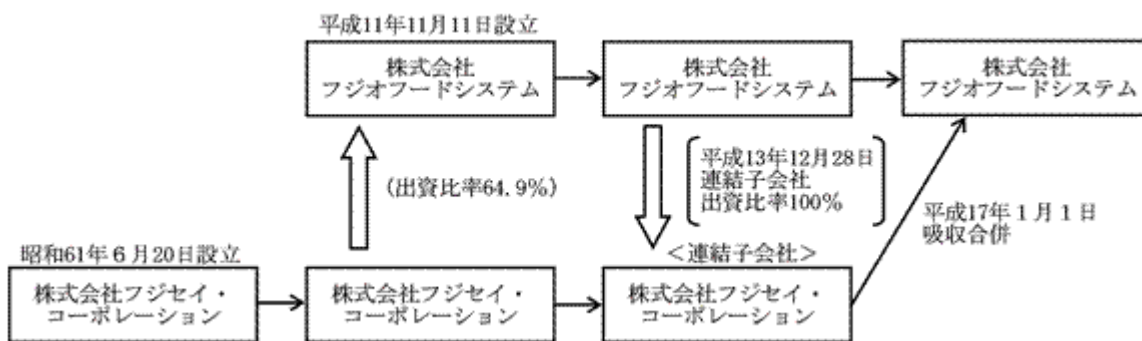 平成11年11月11日設立
株式会社
フジオフードシステム
株式会社
フジオフードシステム
株式会社
フジオフードシステム
(出資比率64.9%)
平成13年12月28日
連結子会社
出資比率100%
平成17年1月1日
吸収合併
昭和61年6月20日設立
<連結子会社>
株式会社フジセイ・
コーポレーション
株式会社フジセイ・
コーポレーション
株式会社フジセイ・
コーポレーション